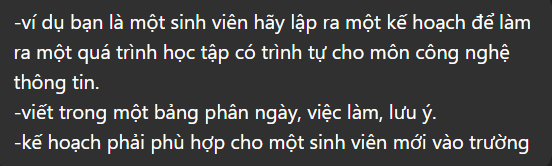 -ví dụ bạn là một sinh viên hãy lập ra một kế hoạch để làm
ra một quá trình học tập có trình tự cho môn công nghệ
thông tin.
-viết trong một bảng phân ngày, việc làm, lưu ý.
-kế hoạch phải phù hợp cho một sinh viên mới vào trường